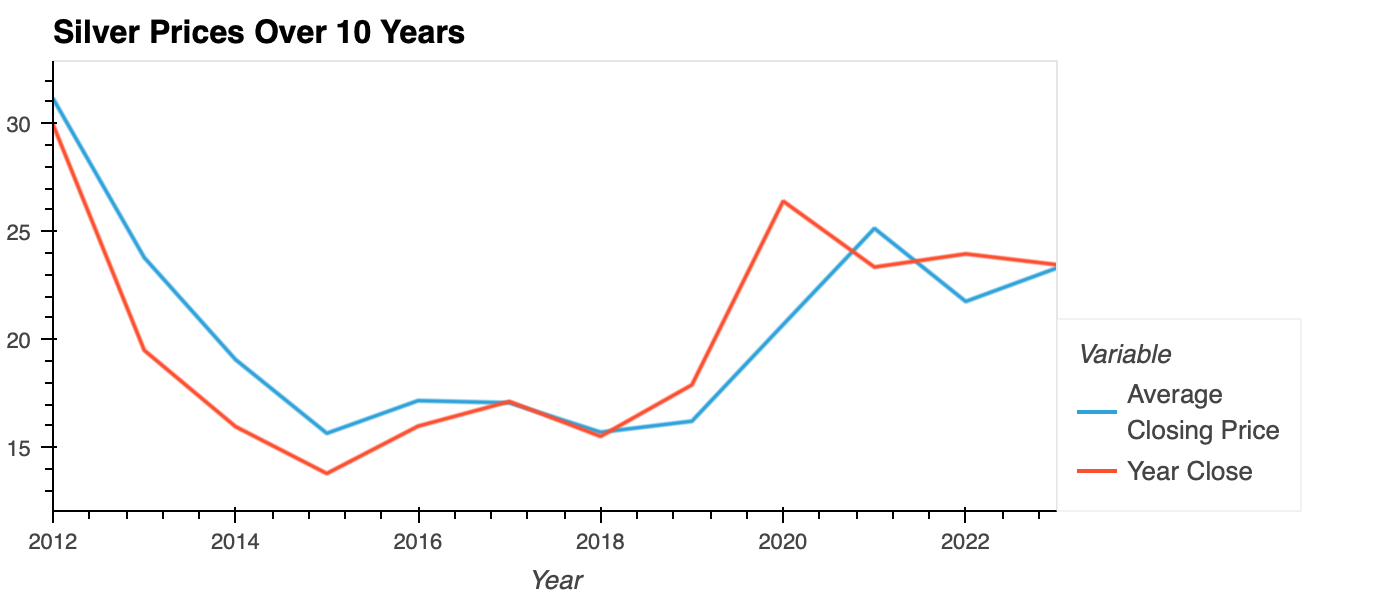 Silver Prices Over 10 Years
30
25
20
15
2012 2014 2016 2018 2020 2022
Year
Variable
Average
Closing Price
Year Close